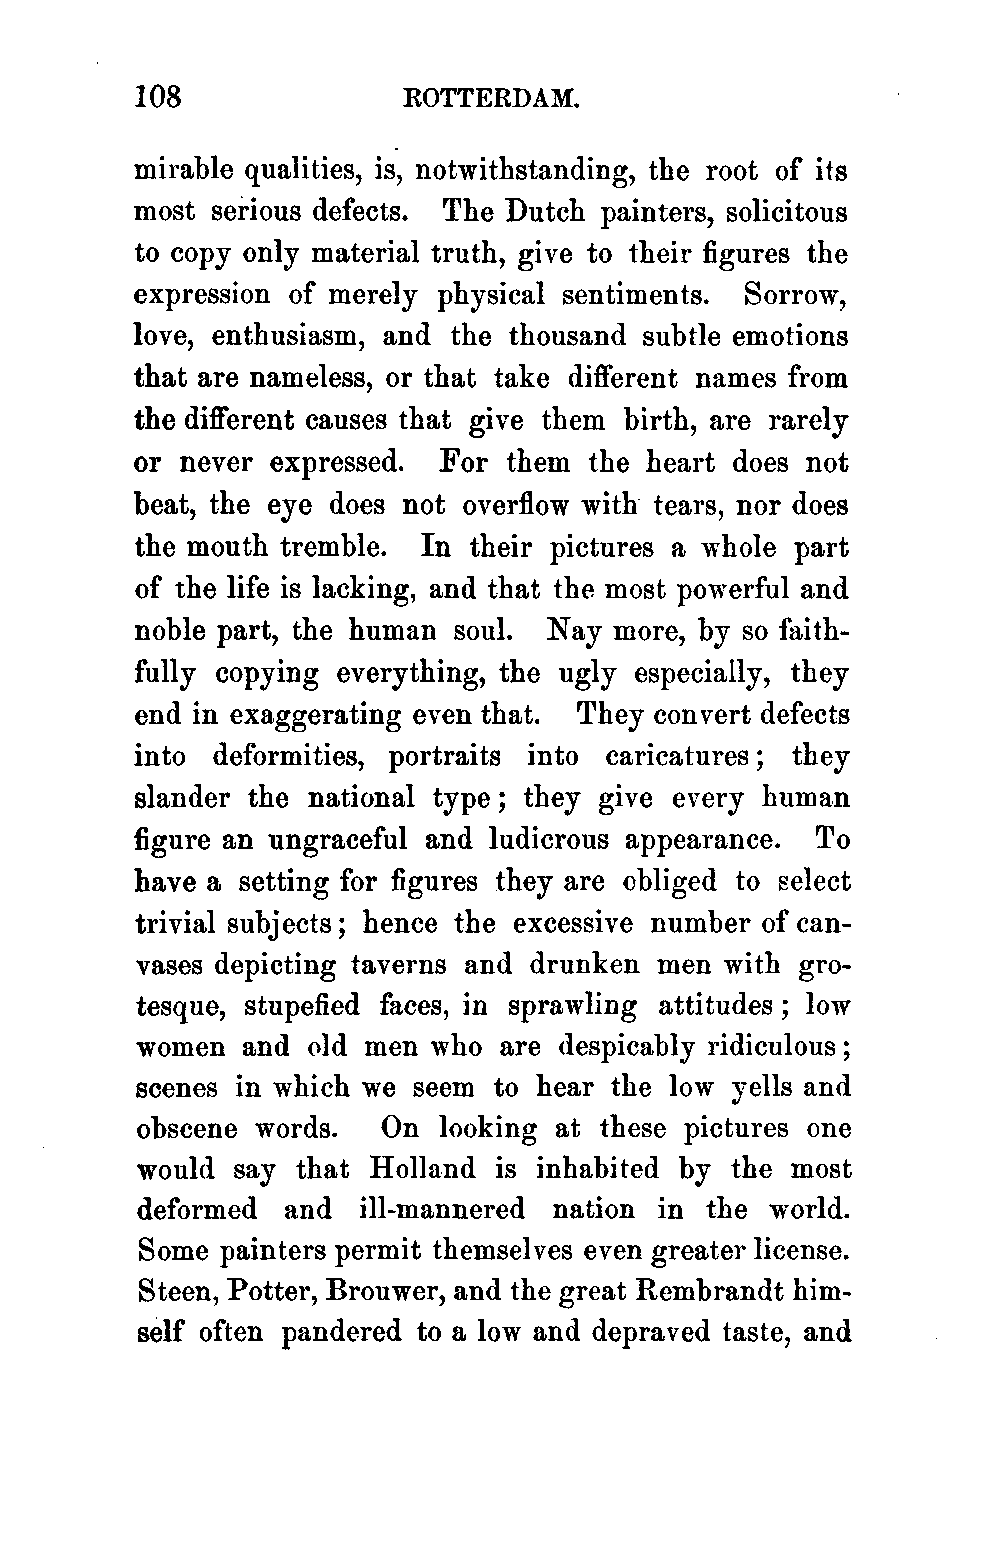 108 ROTTERDAM.
mirable qualities, is, notwithstanding, the root of its
most serious defects. The Dutch painters, solicitous
to copy only material truth, give to their figures the
expression of merely physical sentiments. Sorrow,
love, enthusiasm, and the thousand subtle emotions
that are nameless, or that take different names from
the different causes that give them birth, are rarely
or never expressed. For them the heart does not
beat, the eye does not overflow with tears, nor does
the mouth tremble. In their pictures a whole part
of the life is lacking, and that the most powerful and
noble part, the human soul. Nay more, by so faith-
fully copying everything, the ugly especially, they
end in exaggerating even that. They convert defects
into deformities, portraits into caricatures; they
slander the national type; they give every human
figure an ungraceful and ludicrous appearance. To
have a setting for figures they are obliged to select
trivial subjects; hence the excessive number of can-
vases depicting taverns and drunken men with gro-
tesque, stupefied faces, in sprawling attitudes; low
women and old men who are despicably ridiculous;
scenes in which we seem to hear the low yells and
obscene words. On looking at these pictures one
would say that Holland is inhabited by the most
deformed and ill-mannered nation in the world.
Some painters permit themselves even greater license.
Steen, Potter, Brouwer, and the great Rembrandt him-
self often pandered to a low and depraved taste, and